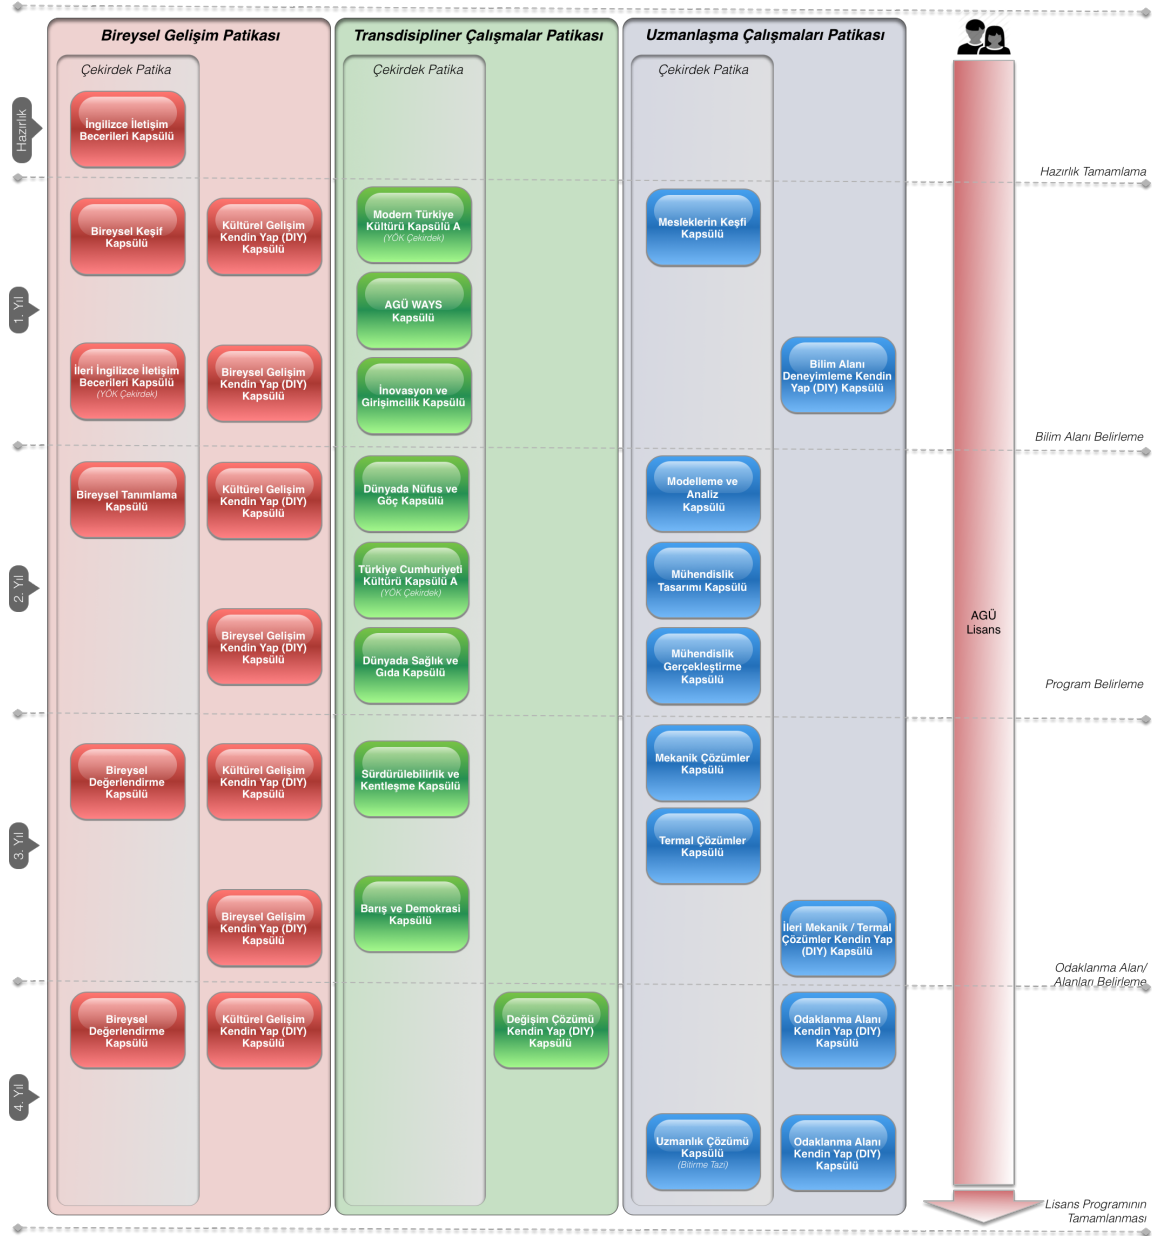 Bireysel Gelişim Patikası
Transdisipliner Çalışmalar Patikası
Uzmanlaşma Çalışmaları Patikası
Çekirdek Patika
Çekirdek Patika
Çekirdek Patika
Hazırlık
İngilizce İletişim
Becerileri Kapsülü
Hazırlık Tamamlama
1. Yıl
Bireysel Keşif
Kapsülü
Kültürel Gelişim
Kendin Yap (DIY)
Kapsülü
Modern Türkiye
Kültürü Kapsülü A
(YÖK Çekirdek)
Mesleklerin Keşfi
Kapsülü
AGÜ WAYS
Kapsülü
İleri İngilizce İletişim
Becerileri Kapsülü
(YÖK Çekirdek)
Bireysel Gelişim
Kendin Yap (DIY)
Kapsülü
İnovasyon ve
Girişimcilik Kapsülü
Bilim Alanı
Deneyimleme Kendin
Yap (DIY) Kapsülü
Bilim Alanı Belirleme
2. Yıl
Bireysel Tanımlama
Kapsülü
Kültürel Gelişim
Kendin Yap (DIY)
Kapsülü
Dünyada Nüfus ve
Göç Kapsülü
Modelleme ve
Analiz
Kapsülü
Türkiye Cumhuriyeti
Kültürü Kapsülü A
(YÖK Çekirdek)
Mühendislik
Tasarımı Kapsülü
Bireysel Gelişim
Kendin Yap (DIY)
Kapsülü
Dünyada Sağlık ve
Gıda Kapsülü
Mühendislik
Gerçekleştirme
Kapsülü
AGÜ
Lisans
Program Belirleme
3. Yıl
Bireysel
Değerlendirme
Kapsülü
Kültürel Gelişim
Kendin Yap (DIY)
Kapsülü
Sürdürülebilirlik ve
Kentleşme Kapsülü
Mekanik Çözümler
Kapsülü
Termal Çözümler
Kapsülü
Bireysel Gelişim
Kendin Yap (DIY)
Kapsülü
Barış ve Demokrasi
Kapsülü
İleri Mekanik / Termal
Çözümler Kendin Yap
(DIY) Kapsülü
Odaklanma Alan/
Alanları Belirleme
4. Yıl
Bireysel
Değerlendirme
Kapsülü
Kültürel Gelişim
Kendin Yap (DIY)
Kapsülü
Değişim Çözümü
Kendin Yap (DIY)
Kapsülü
Odaklanma Alanı
Kendin Yap (DIY)
Kapsülü
Uzmanlık Çözümü
Kapsülü
(Bitirme Tazi)
Odaklanma Alanı
Kendin Yap (DIY)
Kapsülü
Lisans Programının
Tamamlanması